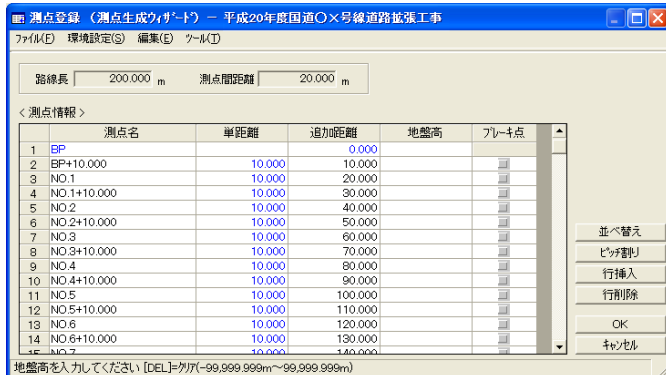 測点登録 （測点生成ｳｨｻﾞｰﾄﾞ） － 平成20年度国道○×号線道路拡張工事
ﾌｧｲﾙ(F) 環境設定(S) 編集(E) ﾂｰﾙ(T)
路線長 200.000 m 測点間距離 20.000 m
＜測点情報＞
測点名 単距離 追加距離 地盤高 ﾌﾞﾚｰｷ点
1 BP 0.000
2 BP+10.000 10.000 10.000
3 NO.1 10.000 20.000
4 NO.1+10.000 10.000 30.000
5 NO.2 10.000 40.000
6 NO.2+10.000 10.000 50.000
7 NO.3 10.000 60.000
8 NO.3+10.000 10.000 70.000
9 NO.4 10.000 80.000
10 NO.4+10.000 10.000 90.000
11 NO.5 10.000 100.000
12 NO.5+10.000 10.000 110.000
13 NO.6 10.000 120.000
14 NO.6+10.000 10.000 130.000
15 NO.7 10.000 140.000
並べ替え
ﾋﾟｯﾁ割り
行挿入
行削除
OK
ｷｬﾝｾﾙ
地盤高を入力してください [DEL]=ｸﾘｱ(-99,999.999m～99,999.999m)